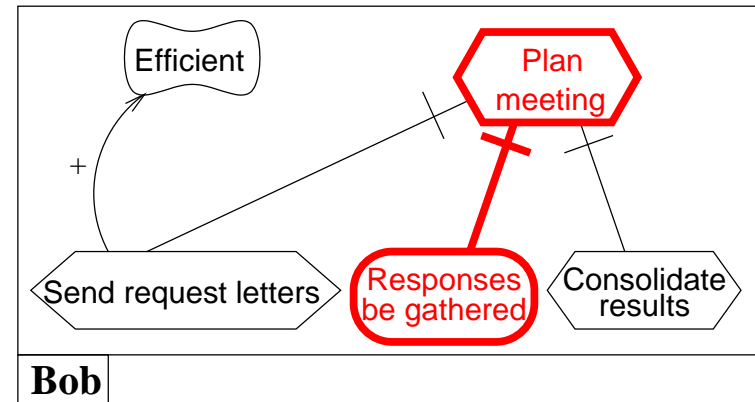 Efficient
Plan
meeting
+
Send request letters
Responses
be gathered
Consolidate
results
Bob